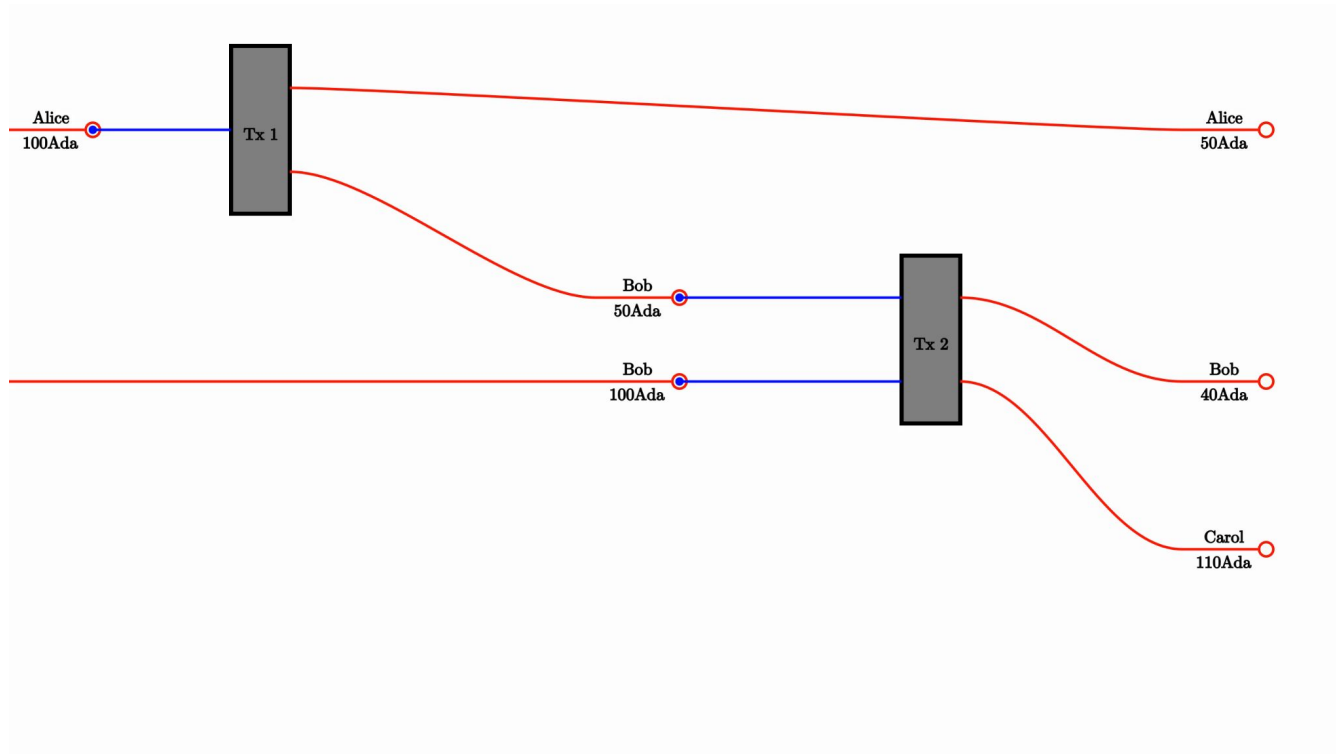 Alice
100Ada
Tx 1
Alice
50Ada
Bob
50Ada
Tx 2
Bob
100Ada
Bob
40Ada
Carol
110Ada